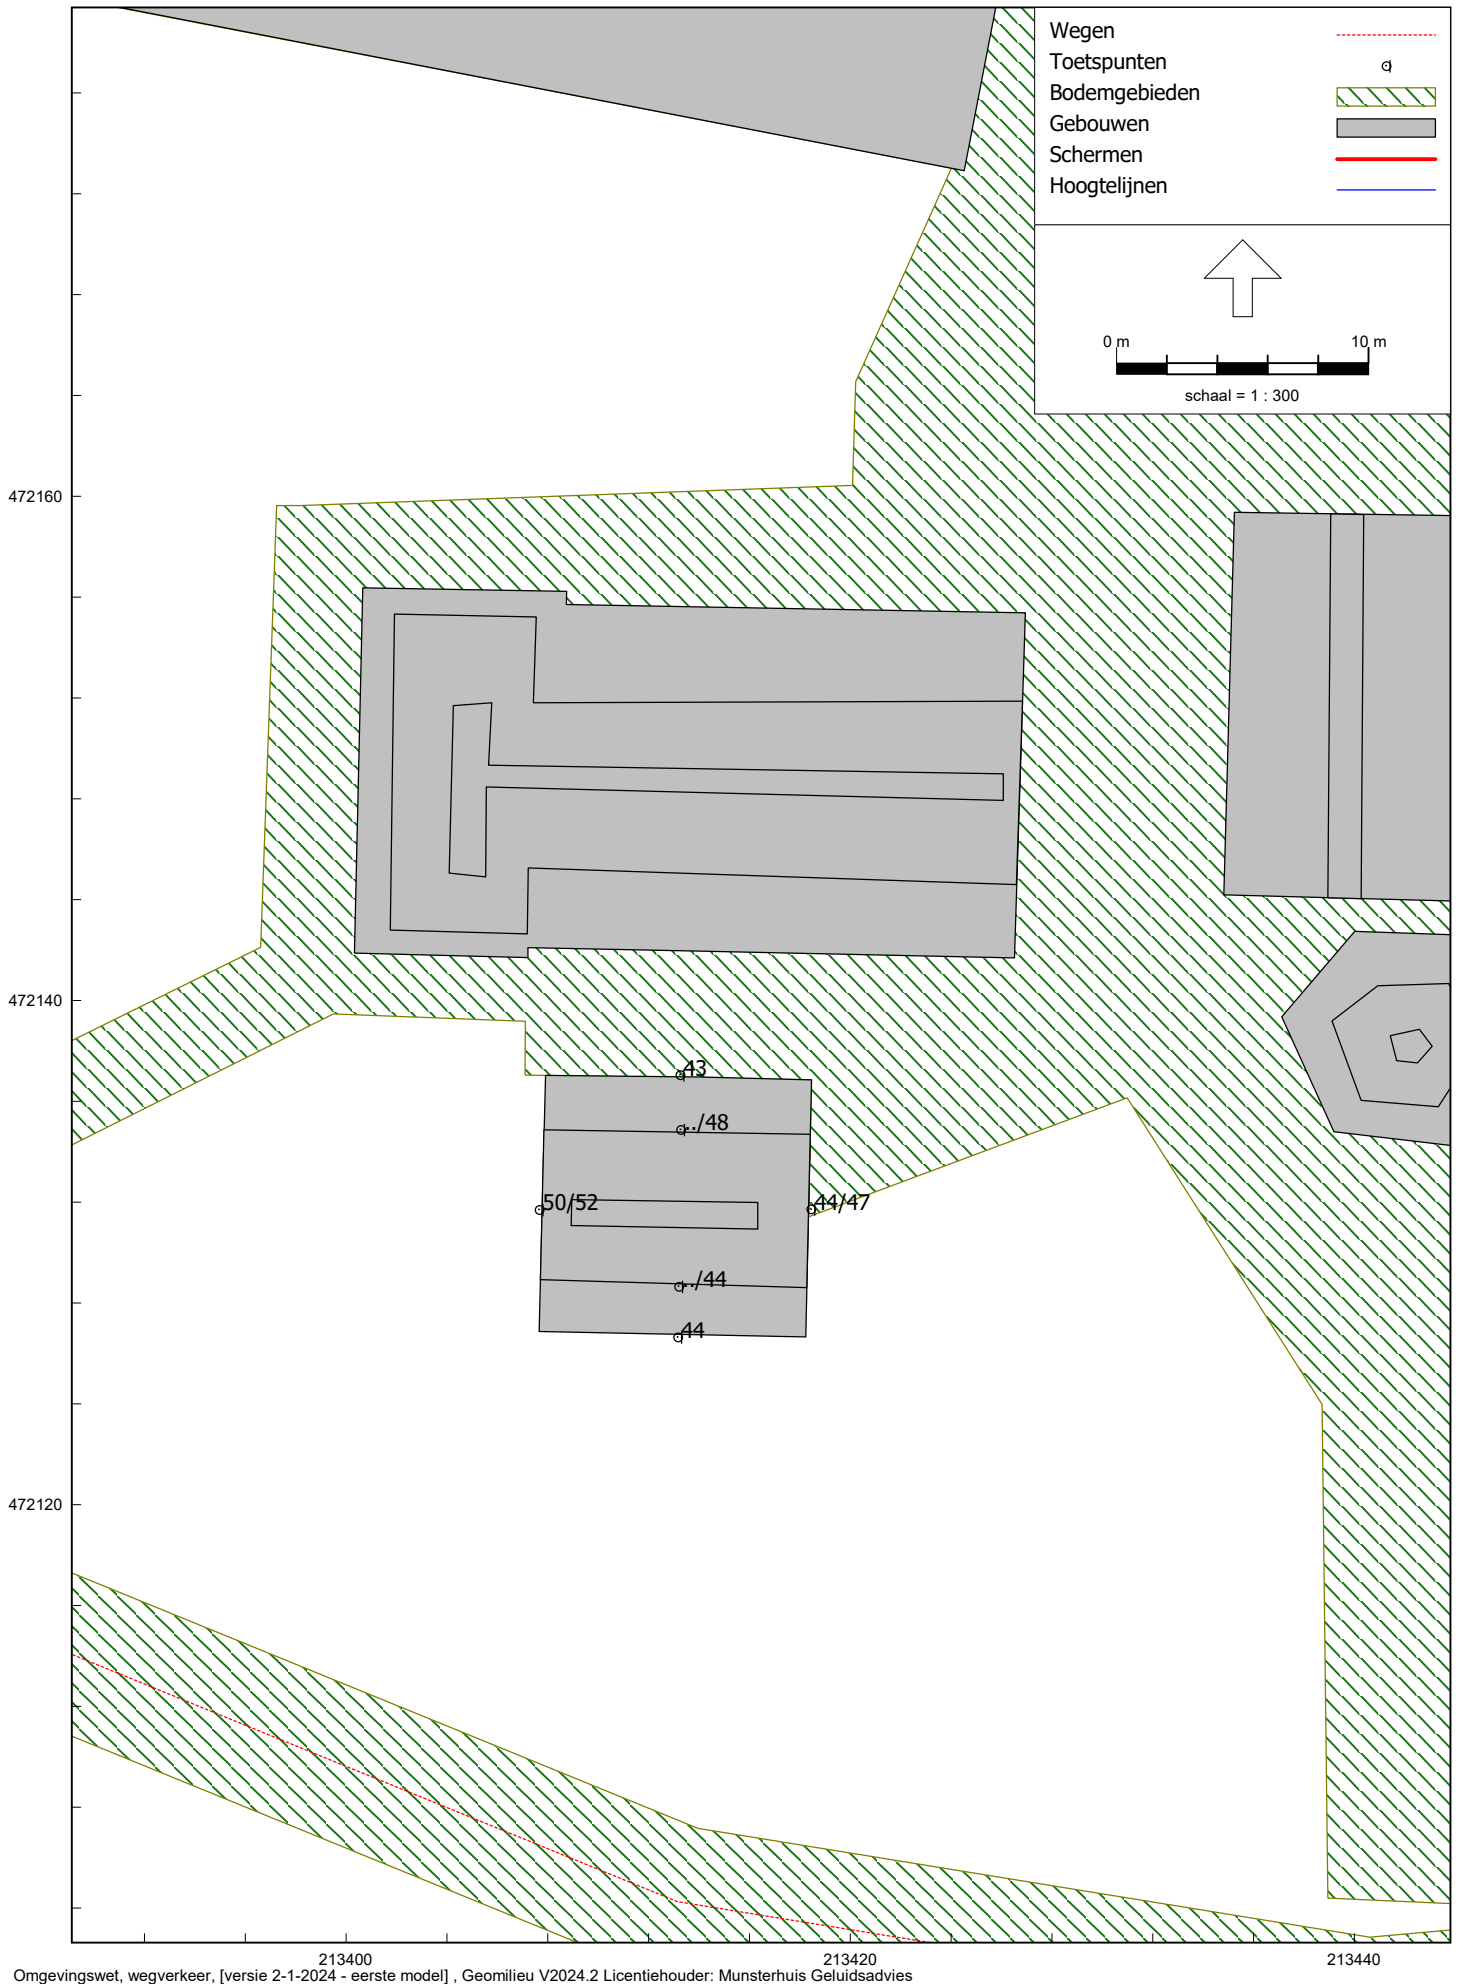 Wegen
Toetspunten
Bodemgebieden
Gebouwen
Schermen
Hoogtelijnen
0 m 10 m
schaal = 1 : 300
472160
472140
43
../48
50/52 44/47
../44
44
472120
213400 213420 213440
Omgevingswet, wegverkeer, [versie 2-1-2024 - eerste model] , Geomilieu V2024.2 Licentiehouder: Munsterhuis Geluidsadvies